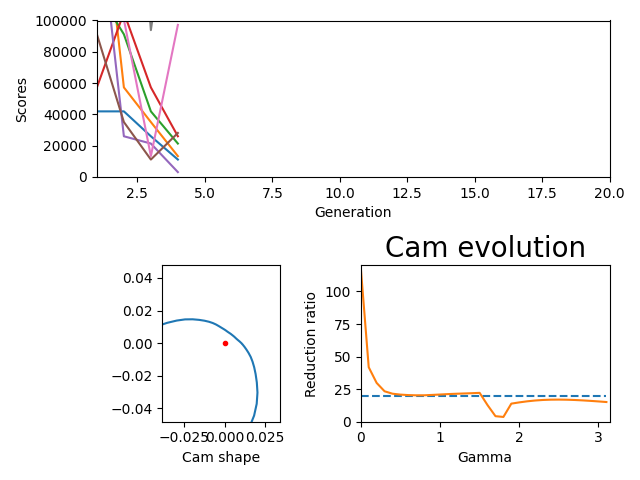 100000
80000
60000
40000
20000
0
Scores
2.5 5.0 7.5 10.0 12.5 15.0 17.5 20.0
Generation
Cam evolution
0.04
0.02
0.00
−0.02
−0.04
−0.025 0.000 0.025
Cam shape
100
75
50
25
0
Reduction ratio
0 1 2 3
Gamma